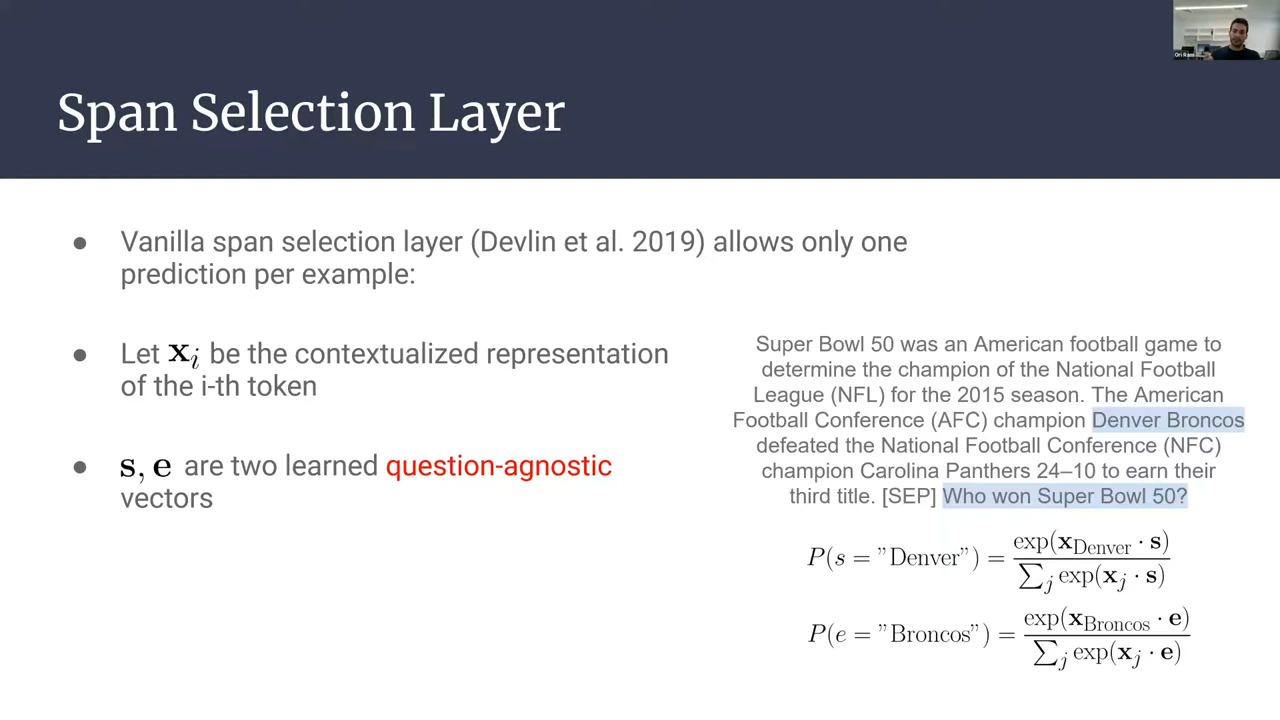 Span Selection Layer
● Vanilla span selection layer (Devlin et al. 2019) allows only one
prediction per example:
● Let x_i be the contextualized representation
of the i-th token
● s, e are two learned question-agnostic
vectors
Super Bowl 50 was an American football game to
determine the champion of the National Football
League (NFL) for the 2015 season. The American
Football Conference (AFC) champion Denver Broncos
defeated the National Football Conference (NFC)
champion Carolina Panthers 24–10 to earn their
third title. [SEP] Who won Super Bowl 50?
P(s = ”Denver”) = exp(x_Denver · s) / ∑_j exp(x_j · s)
P(e = ”Broncos”) = exp(x_Broncos · e) / ∑_j exp(x_j · e)